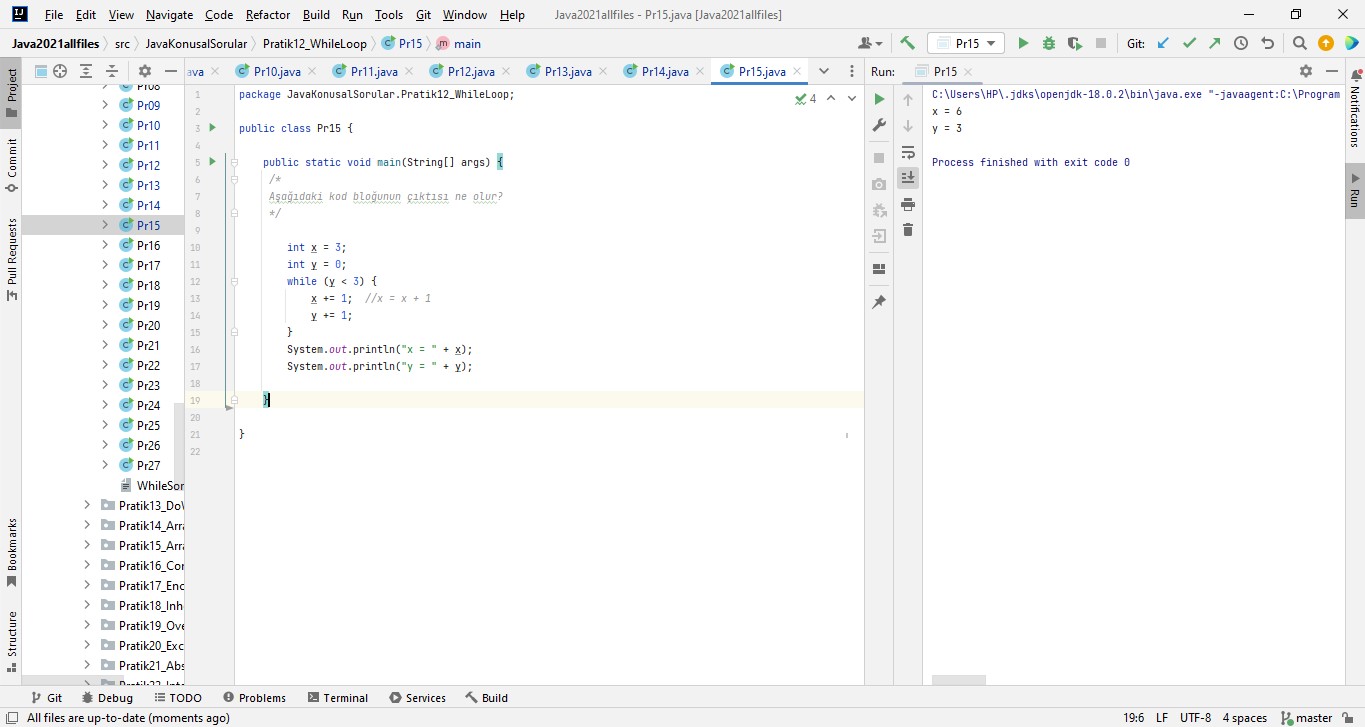 File Edit View Navigate Code Refactor Build Run Tools Git Window Help Java2021allfiles - Pr15.java [Java2021allfiles]
Java2021allfiles src JavaKonusalSorular Pratik12_WhileLoop Pr15 main Pr15 Git:
Project
Commit
Pull Requests
Bookmarks
Structure
Pr08
Pr09
Pr10
Pr11
Pr12
Pr13
Pr14
Pr15
Pr16
Pr17
Pr18
Pr19
Pr20
Pr21
Pr22
Pr23
Pr24
Pr25
Pr26
Pr27
WhileSor
Pratik13_Do
Pratik14_Arra
Pratik15_Arra
Pratik16_Con
Pratik17_Enc
Pratik18_Inh
Pratik19_Ove
Pratik20_Exc
Pratik21_Abs
ava Pr10.java Pr11.java Pr12.java Pr13.java Pr14.java Pr15.java
4
1 package JavaKonusalSorular.Pratik12_WhileLoop;
2
3 public class Pr15 {
4
5 public static void main(String[] args) {
6 /*
7 Aşağıdaki kod bloğunun çıktısı ne olur?
8 */
9
10 int x = 3;
11 int y = 0;
12 while (y < 3) {
13 x += 1; //x = x + 1
14 y += 1;
15 }
16 System.out.println("x = " + x);
17 System.out.println("y = " + y);
18
19 }
20
21 }
22
Run: Pr15
C:\Users\HP\.jdks\openjdk-18.0.2\bin\java.exe "-javaagent:C:\Program
x = 6
y = 3
Process finished with exit code 0
Notifications
Run
Git Debug TODO Problems Terminal Services Build
All files are up-to-date (moments ago) 19:6 LF UTF-8 4 spaces master